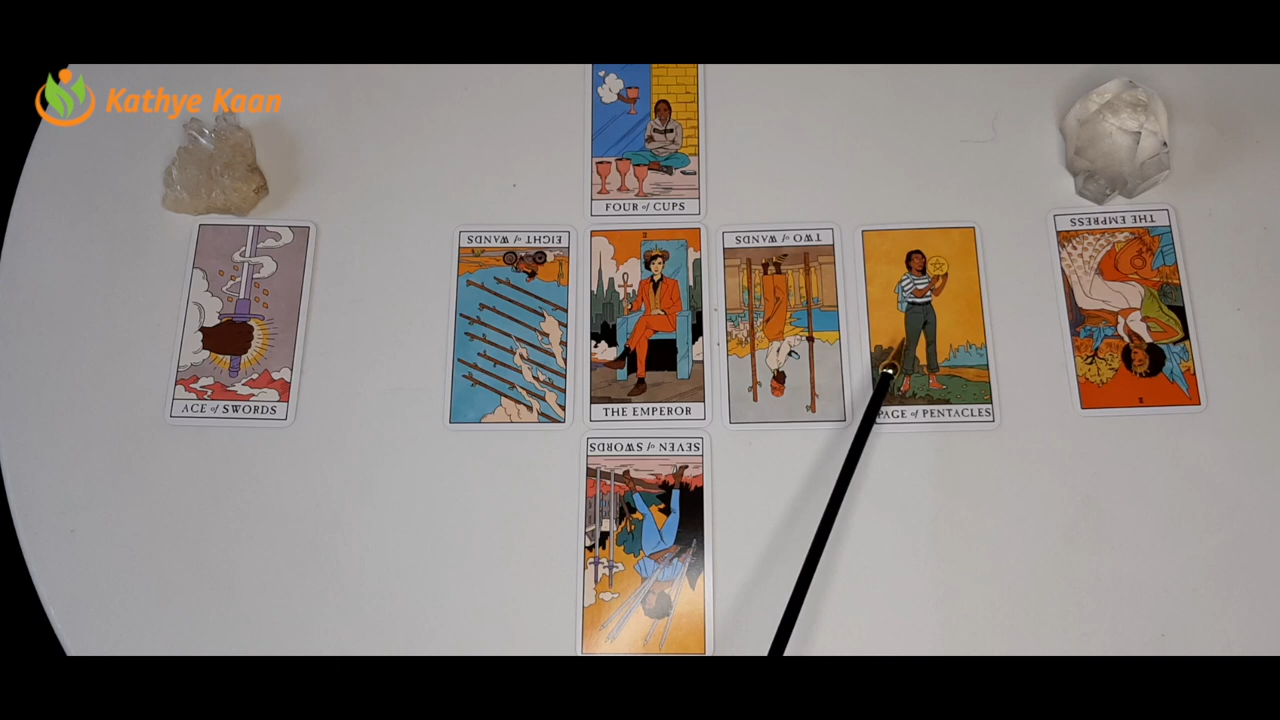 Kathye Kaan
FOUR of CUPS
THE EMPRESS
EIGHT of WANDS
II
TWO of WANDS
ACE of SWORDS
THE EMPEROR
PAGE of PENTACLES
SEVEN of SWORDS